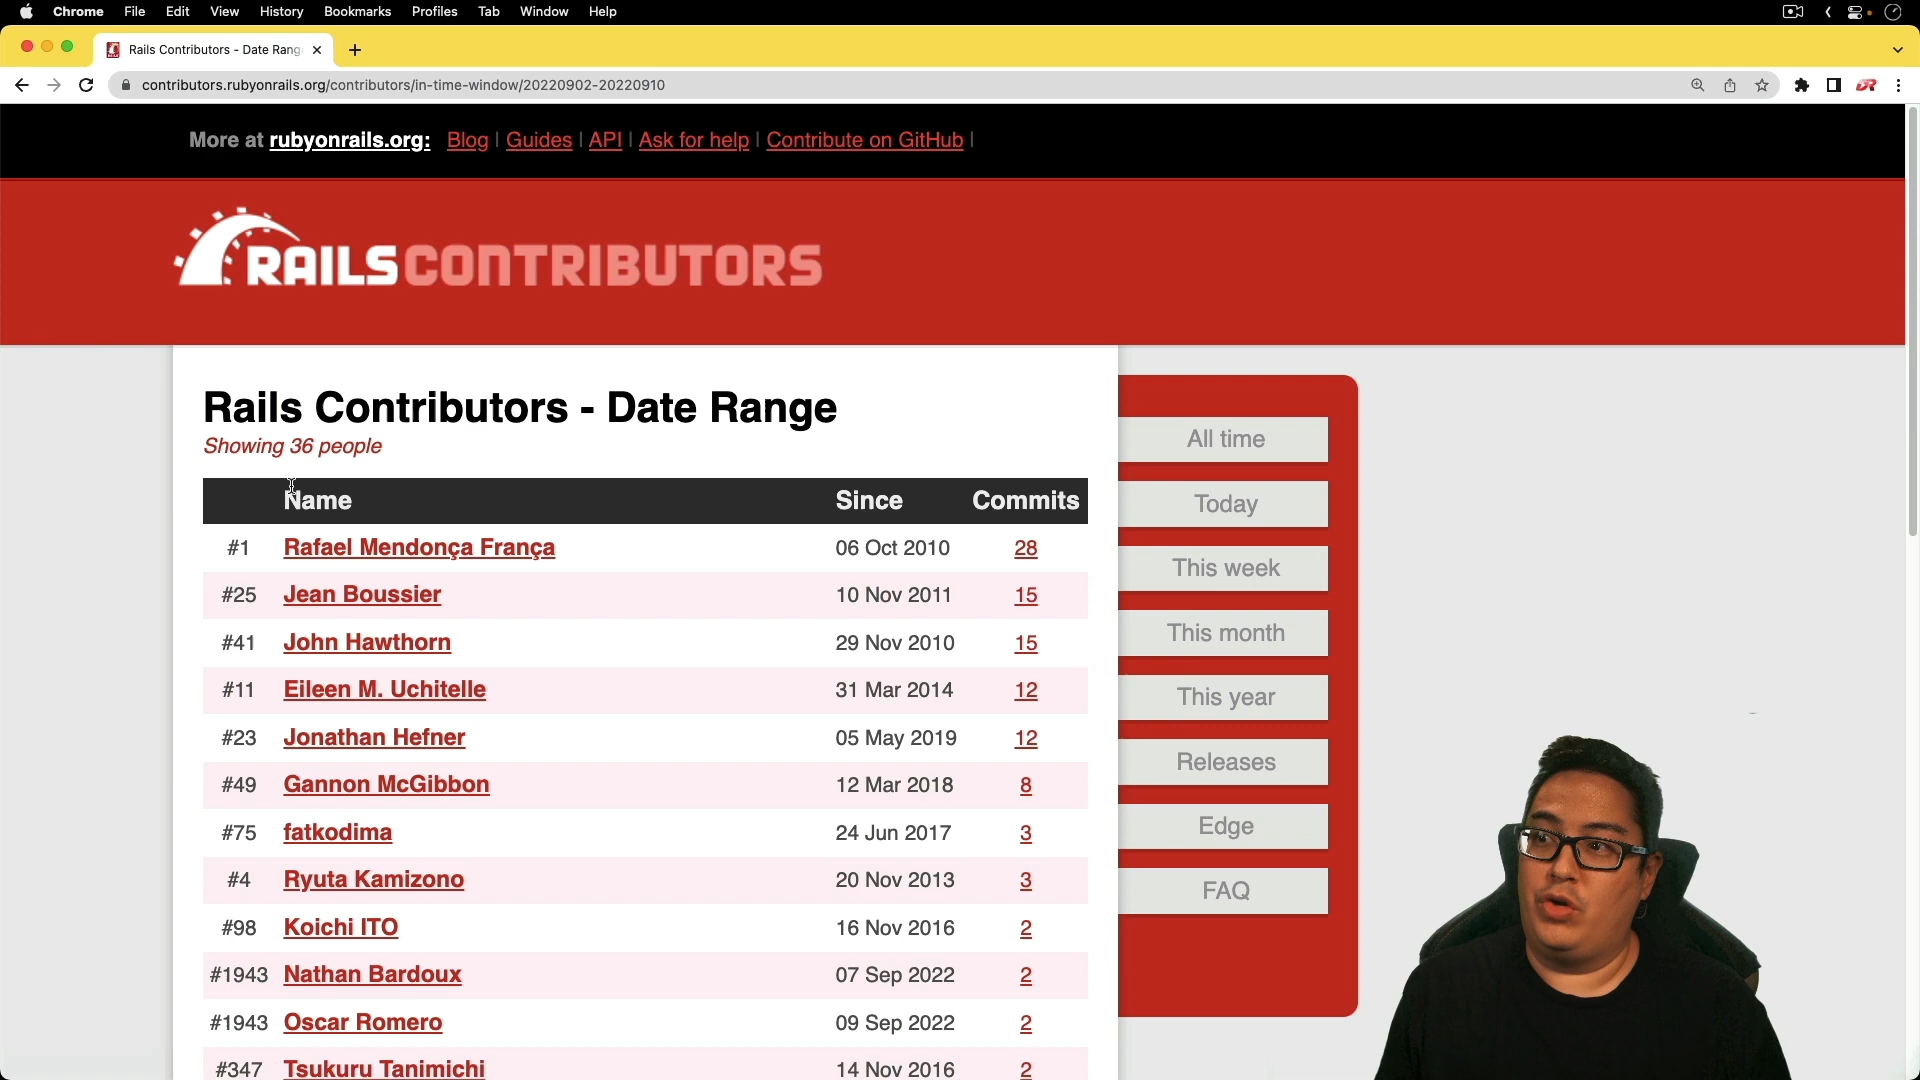 Chrome File Edit View History Bookmarks Profiles Tab Window Help
Rails Contributors - Date Rang
contributors.rubyonrails.org/contributors/in-time-window/20220902-20220910
More at rubyonrails.org: Blog | Guides | API | Ask for help | Contribute on GitHub |
RAILS CONTRIBUTORS
Rails Contributors - Date Range
Showing 36 people
Name Since Commits
#1 Rafael Mendonça França 06 Oct 2010 28
#25 Jean Boussier 10 Nov 2011 15
#41 John Hawthorn 29 Nov 2010 15
#11 Eileen M. Uchitelle 31 Mar 2014 12
#23 Jonathan Hefner 05 May 2019 12
#49 Gannon McGibbon 12 Mar 2018 8
#75 fatkodima 24 Jun 2017 3
#4 Ryuta Kamizono 20 Nov 2013 3
#98 Koichi ITO 16 Nov 2016 2
#1943 Nathan Bardoux 07 Sep 2022 2
#1943 Oscar Romero 09 Sep 2022 2
#347 Tsukuru Tanimichi 14 Nov 2016 2
All time
Today
This week
This month
This year
Releases
Edge
FAQ